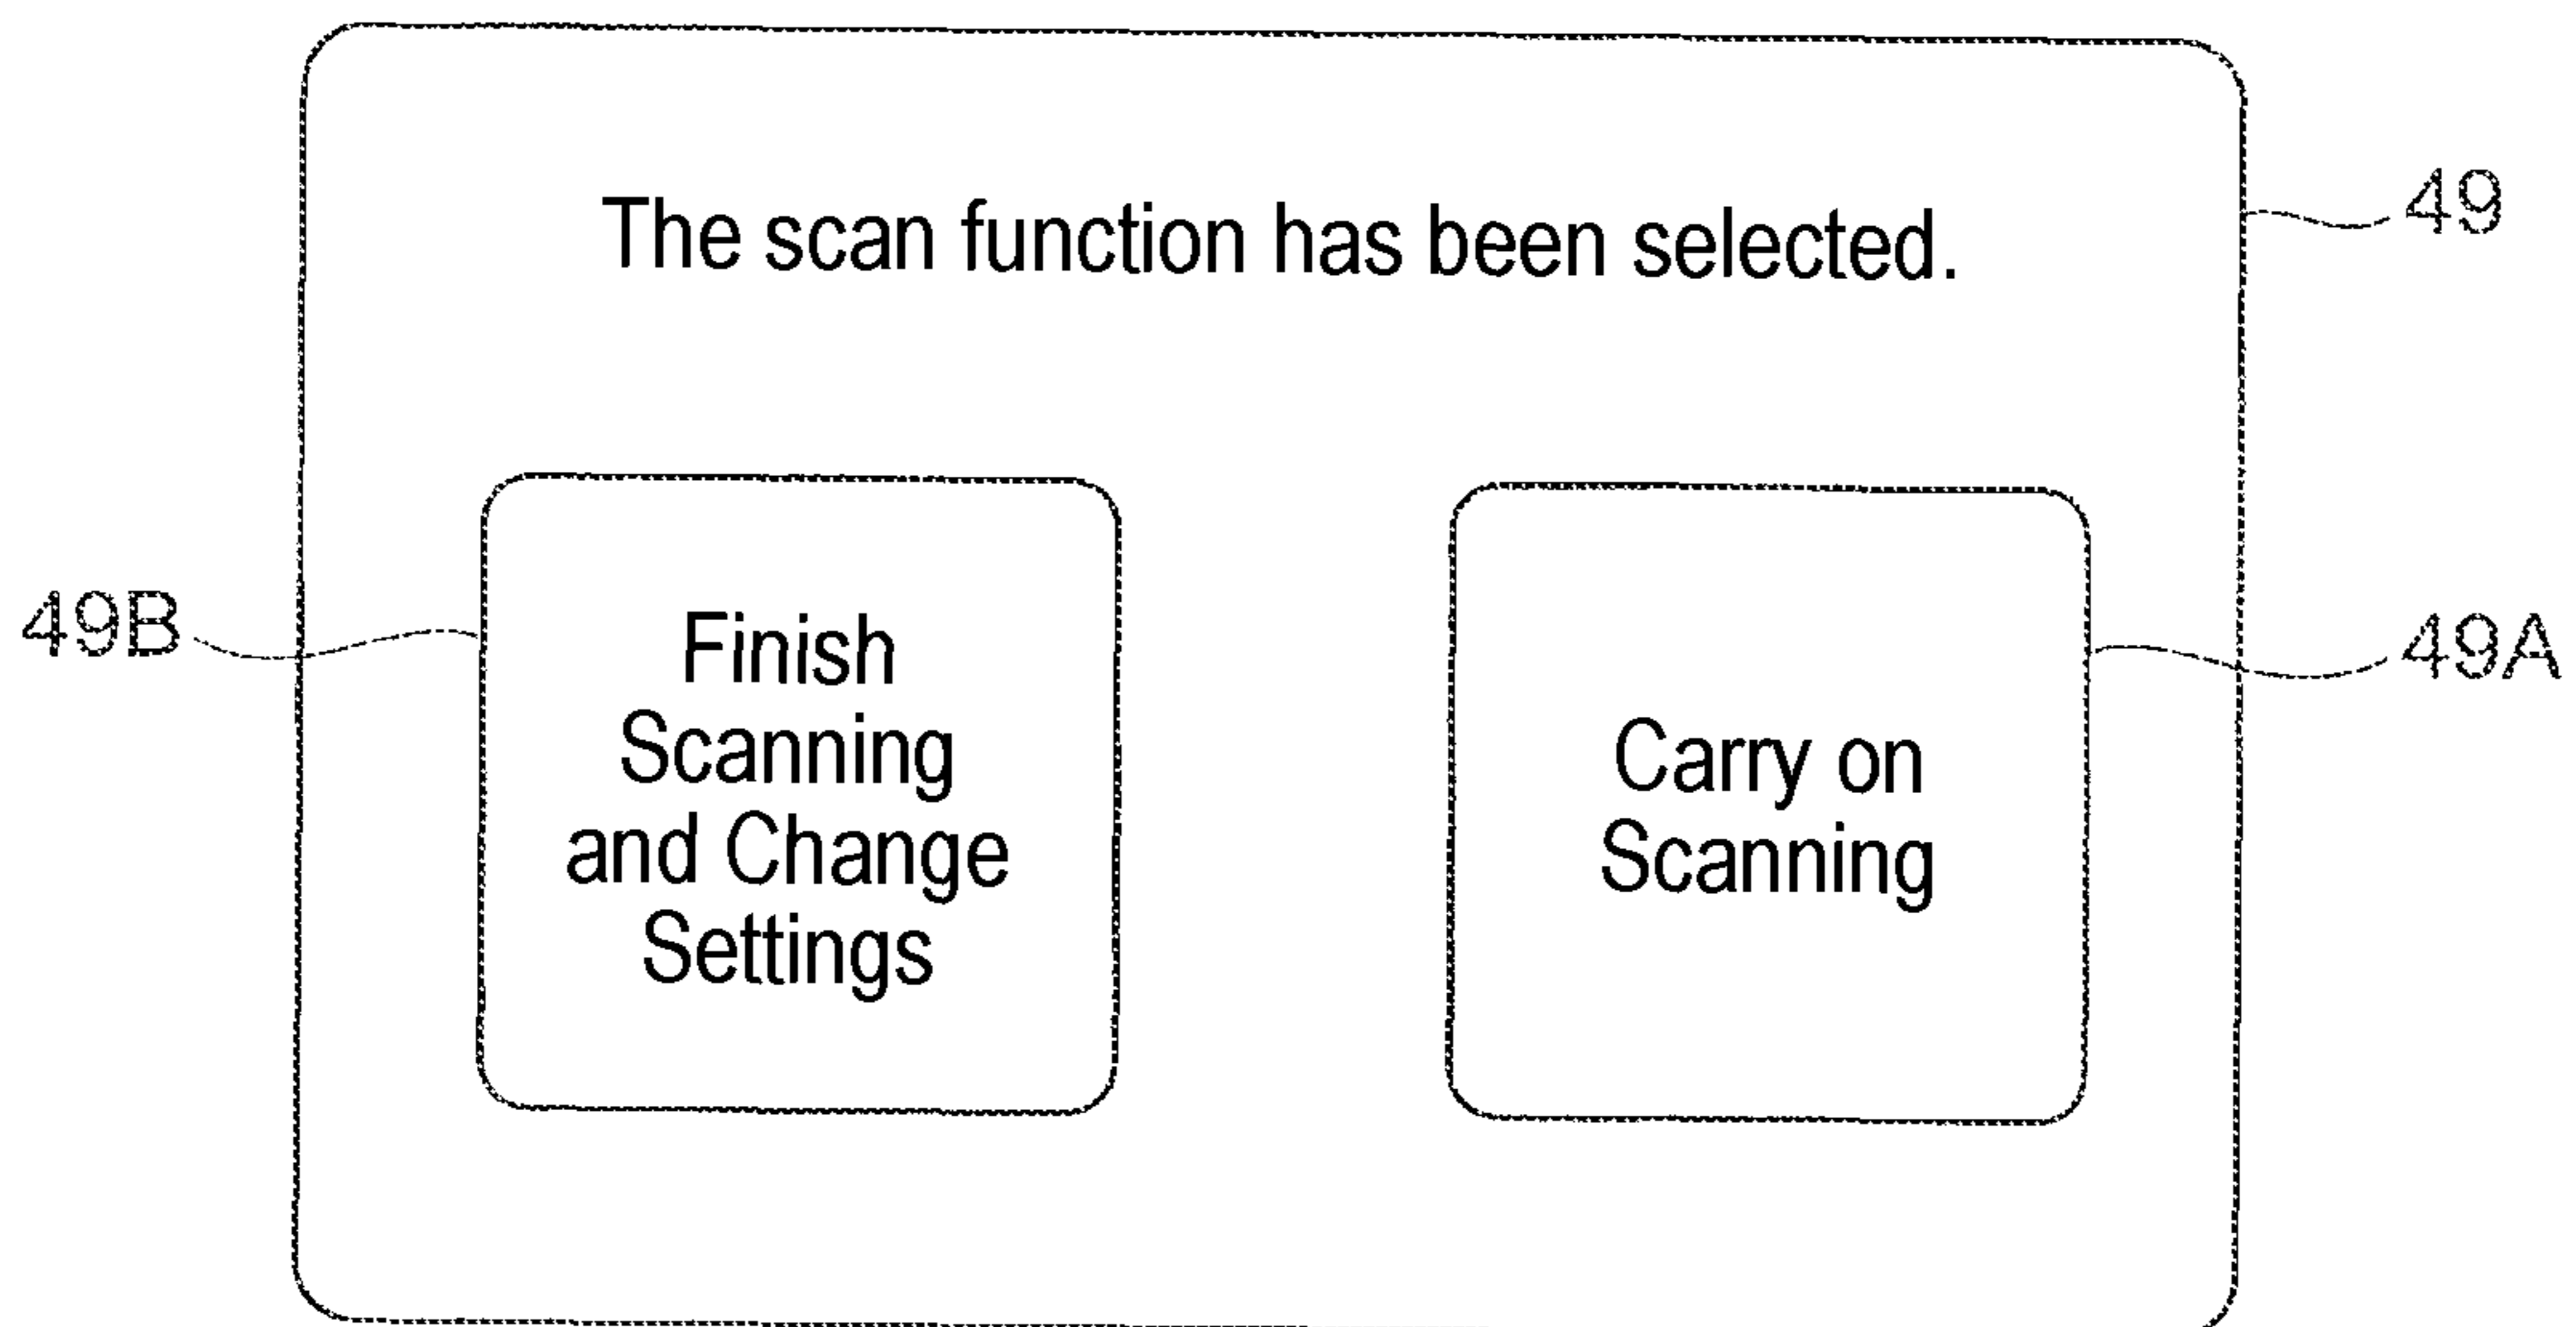 The scan function has been selected.
49
49B
Finish
Scanning
and Change
Settings
Carry on
Scanning
49A